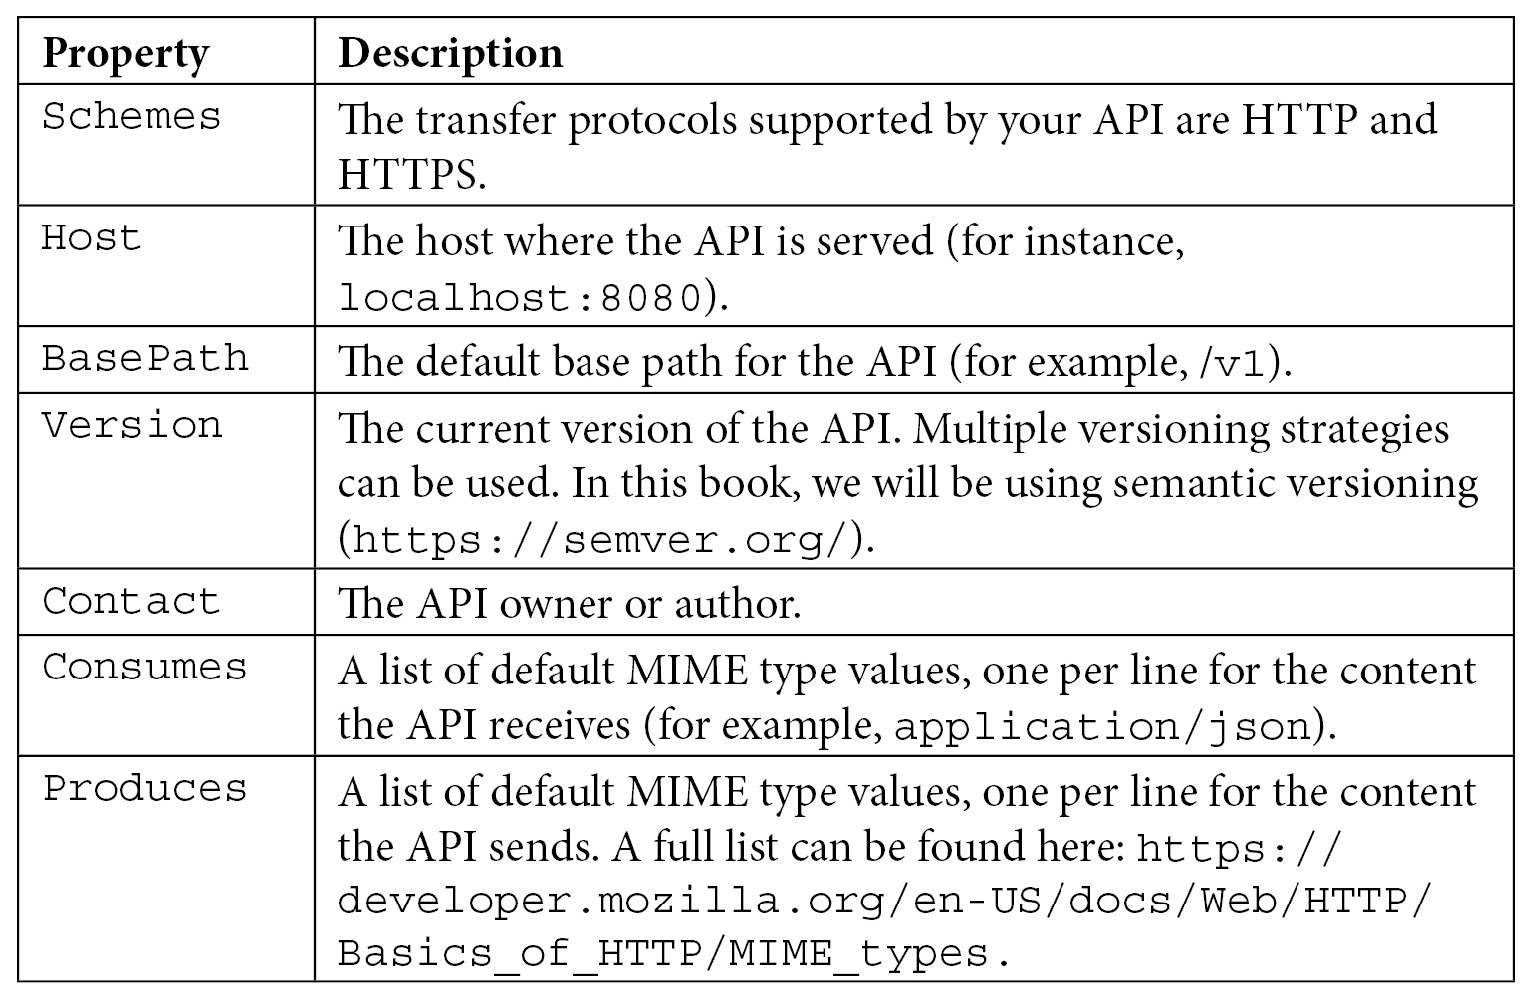 Property Description
Schemes The transfer protocols supported by your API are HTTP and
HTTPS.
Host The host where the API is served (for instance,
localhost:8080).
BasePath The default base path for the API (for example, /v1).
Version The current version of the API. Multiple versioning strategies
can be used. In this book, we will be using semantic versioning
(https://semver.org/).
Contact The API owner or author.
Consumes A list of default MIME type values, one per line for the content
the API receives (for example, application/json).
Produces A list of default MIME type values, one per line for the content
the API sends. A full list can be found here: https://
developer.mozilla.org/en-US/docs/Web/HTTP/
Basics_of_HTTP/MIME_types.